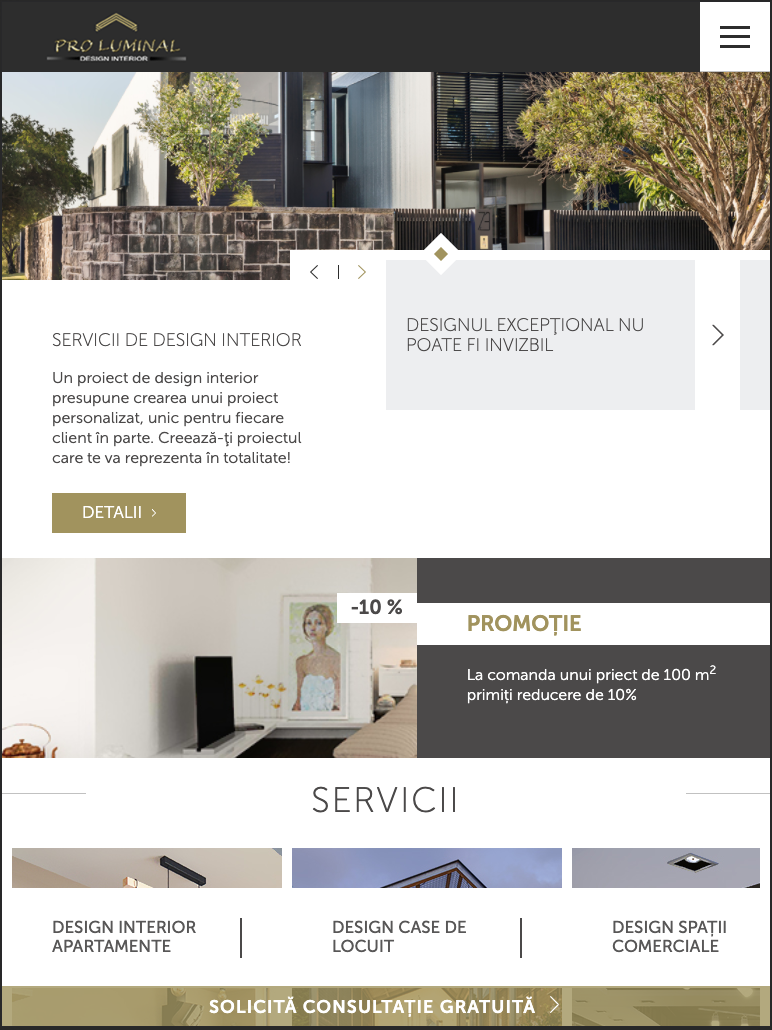 PRO LUMINAL
DESIGN INTERIOR
SERVICII DE DESIGN INTERIOR
Un proiect de design interior
presupune crearea unui proiect
personalizat, unic pentru fiecare
client în parte. Creează-ţi proiectul
care te va reprezenta în totalitate!
DETALII
DESIGNUL EXCEPŢIONAL NU
POATE FI INVIZBIL
-10 %
PROMOȚIE
La comanda unui priect de 100 m²
primiți reducere de 10%
SERVICII
DESIGN INTERIOR
APARTAMENTE
DESIGN CASE DE
LOCUIT
DESIGN SPAȚII
COMERCIALE
SOLICITĂ CONSULTAȚIE GRATUITĂ